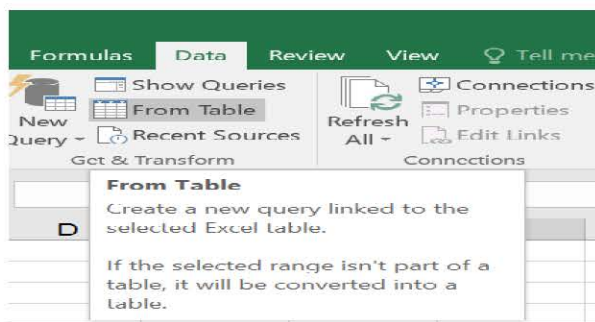 Formulas Data Review View Tell me
Show Queries Connections
From Table Properties
New Query Recent Sources Refresh All Edit Links
Get & Transform Connections
From Table
Create a new query linked to the
D selected Excel table.
If the selected range isn't part of a
table, it will be converted into a
table.